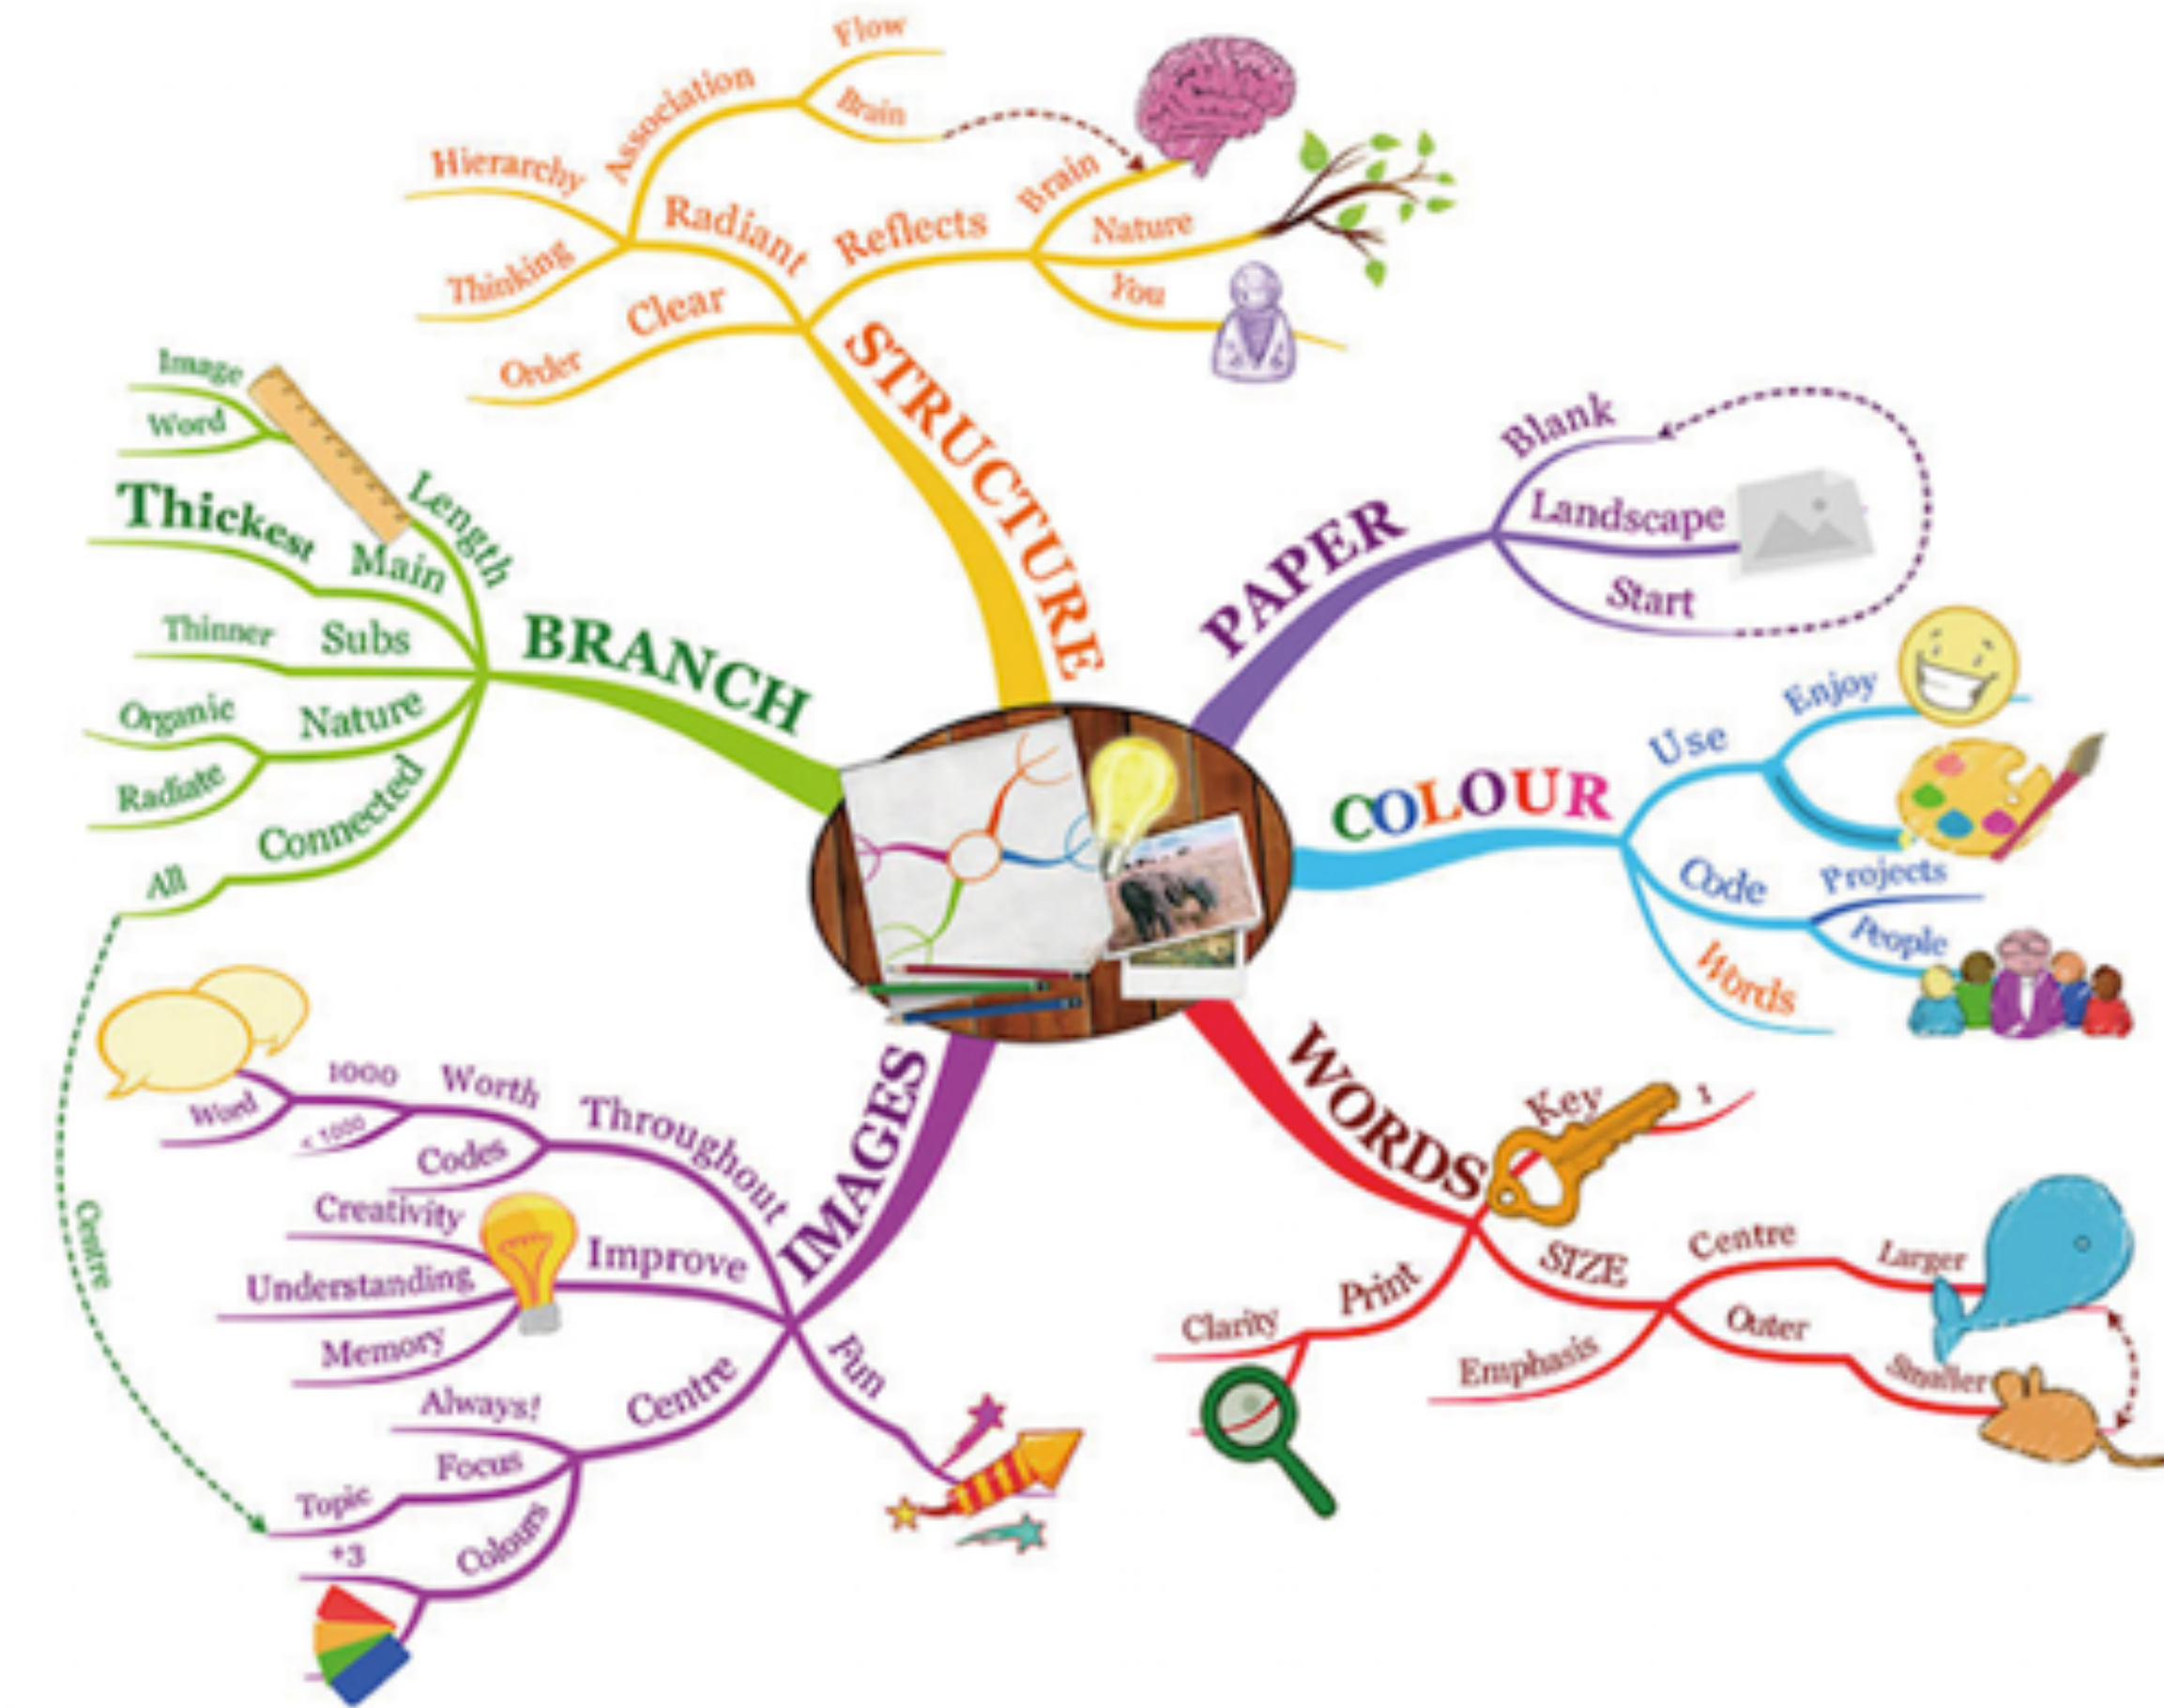 STRUCTURE
Reflects
Brain
Nature
You
Radiant
Association
Flow
Brain
Hierarchy
Thinking
Clear
Order
PAPER
Blank
Landscape
Start
COLOUR
Use
Enjoy
Code
Projects
People
Words
WORDS
Key
1
SIZE
Centre
Larger
Outer
Smaller
Emphasis
Print
Clarity
IMAGES
Throughout
Worth
1000
Word
< 1000
Codes
Improve
Creativity
Understanding
Memory
Centre
Always!
Focus
Topic
Colours
+3
Fun
BRANCH
Length
Image
Word
Main
Thickest
Subs
Thinner
Nature
Organic
Radiate
Connected
All
Centre